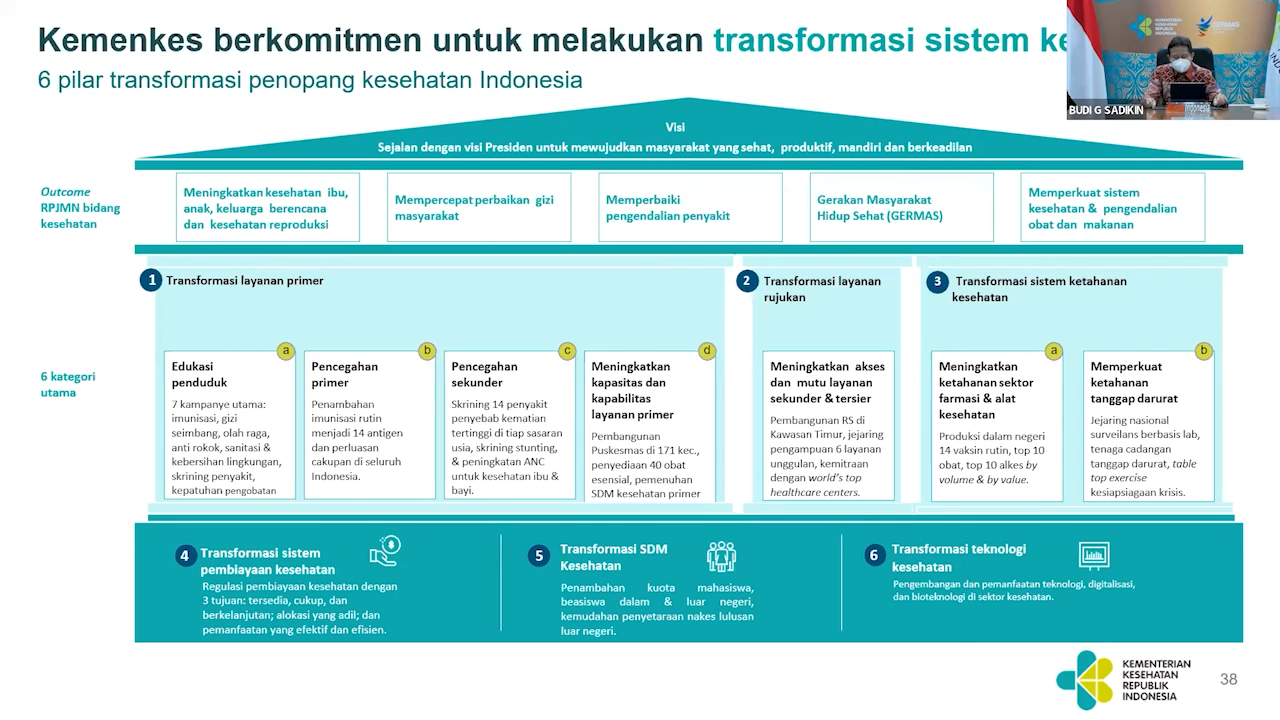 Kemenkes berkomitmen untuk melakukan transformasi sistem
6 pilar transformasi penopang kesehatan Indonesia
KEMENTERIAN
KESEHATAN
REPUBLIK
INDONESIA
GERMAS
Indonesia
BUDI G SADIKIN
Visi
Sejalan dengan visi Presiden untuk mewujudkan masyarakat yang sehat, produktif, mandiri dan berkeadilan
Outcome
RPJMN bidang
kesehatan
Meningkatkan kesehatan ibu,
anak, keluarga berencana
dan kesehatan reproduksi
Mempercepat perbaikan gizi
masyarakat
Memperbaiki
pengendalian penyakit
Gerakan Masyarakat
Hidup Sehat (GERMAS)
Memperkuat sistem
kesehatan & pengendalian
obat dan makanan
6 kategori
utama
1 Transformasi layanan primer
a
Edukasi
penduduk
7 kampanye utama:
imunisasi, gizi
seimbang, olah raga,
anti rokok, sanitasi &
kebersihan lingkungan,
skrining penyakit,
kepatuhan pengobatan
b
Pencegahan
primer
Penambahan
imunisasi rutin
menjadi 14 antigen
dan perluasan
cakupan di seluruh
Indonesia.
c
Pencegahan
sekunder
Skrining 14 penyakit
penyebab kematian
tertinggi di tiap sasaran
usia, skrining stunting,
& peningkatan ANC
untuk kesehatan ibu &
bayi.
d
Meningkatkan
kapasitas dan
kapabilitas
layanan primer
Pembangunan
Puskesmas di 171 kec.,
penyediaan 40 obat
esensial, pemenuhan
SDM kesehatan primer
2 Transformasi layanan
rujukan
Meningkatkan akses
dan mutu layanan
sekunder & tersier
Pembangunan RS di
Kawasan Timur, jejaring
pengampuan 6 layanan
unggulan, kemitraan
dengan world's top
healthcare centers.
3 Transformasi sistem ketahanan
kesehatan
a
Meningkatkan
ketahanan sektor
farmasi & alat
kesehatan
Produksi dalam negeri
14 vaksin rutin, top 10
obat, top 10 alkes by
volume & by value.
b
Memperkuat
ketahanan
tanggap darurat
Jejaring nasional
surveilans berbasis lab,
tenaga cadangan
tanggap darurat, table
top exercise
kesiapsiagaan krisis.
4 Transformasi sistem
pembiayaan kesehatan
Regulasi pembiayaan kesehatan dengan
3 tujuan: tersedia, cukup, dan
berkelanjutan; alokasi yang adil; dan
pemanfaatan yang efektif dan efisien.
5 Transformasi SDM
Kesehatan
Penambahan kuota mahasiswa,
beasiswa dalam & luar negeri,
kemudahan penyetaraan nakes lulusan
luar negeri.
6 Transformasi teknologi
kesehatan
Pengembangan dan pemanfaatan teknologi, digitalisasi,
dan bioteknologi di sektor kesehatan.
KEMENTERIAN
KESEHATAN
REPUBLIK
INDONESIA
38